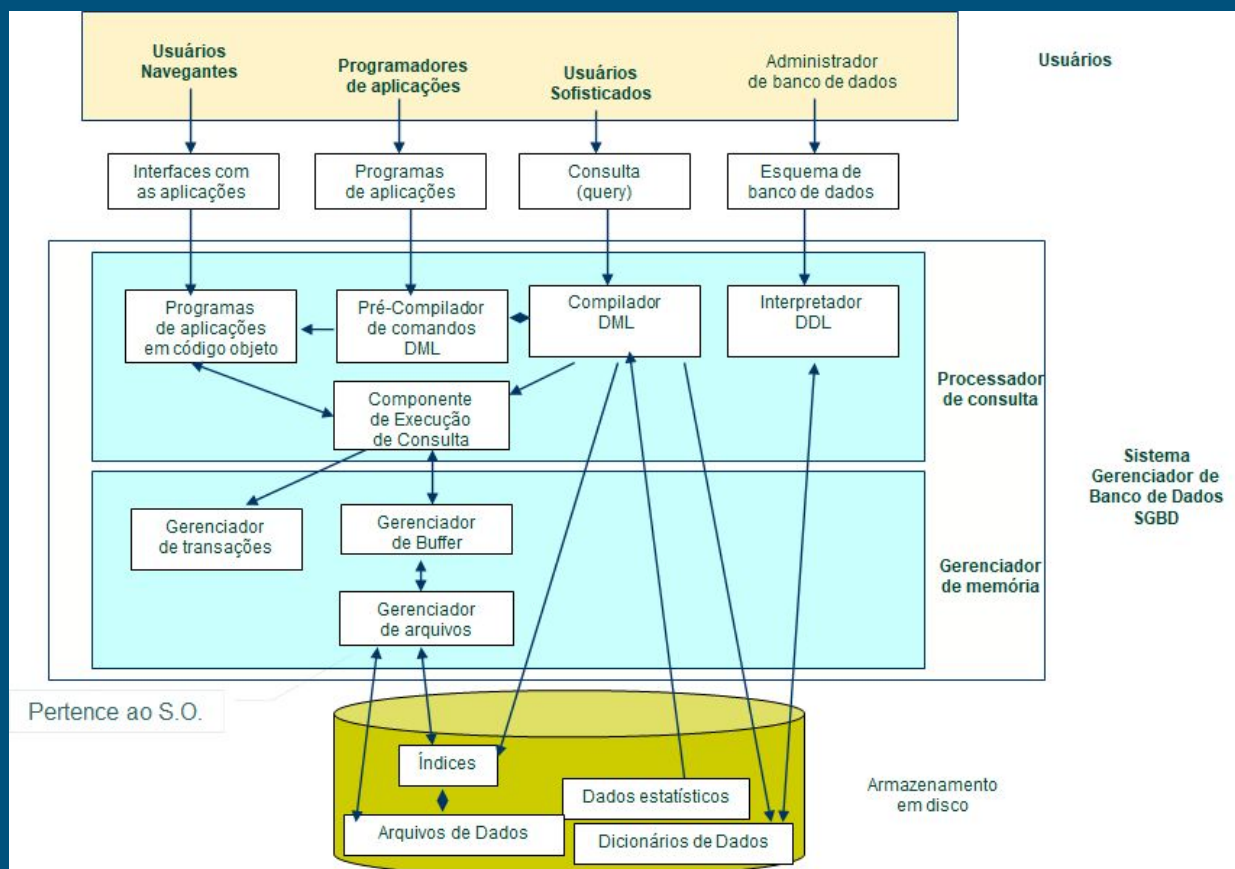 Usuários
Navegantes
Programadores
de aplicações
Usuários
Sofisticados
Administrador
de banco de dados
Usuários
Interfaces com
as aplicações
Programas
de aplicações
Consulta
(query)
Esquema de
banco de dados
Programas
de aplicações
em código objeto
Pré-Compilador
de comandos
DML
Compilador
DML
Interpretador
DDL
Processador
de consulta
Componente
de Execução
de Consulta
Sistema
Gerenciador de
Banco de Dados
SGBD
Gerenciador
de transações
Gerenciador
de Buffer
Gerenciador
de memória
Gerenciador
de arquivos
Pertence ao S.O.
Índices
Dados estatísticos
Armazenamento
em disco
Arquivos de Dados
Dicionários de Dados